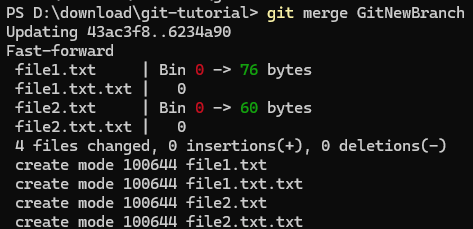 PS D:\download\git-tutorial> git merge GitNewBranch
Updating 43ac3f8..6234a90
Fast-forward
 file1.txt     | Bin 0 -> 76 bytes
 file1.txt.txt |   0
 file2.txt     | Bin 0 -> 60 bytes
 file2.txt.txt |   0
 4 files changed, 0 insertions(+), 0 deletions(-)
 create mode 100644 file1.txt
 create mode 100644 file1.txt.txt
 create mode 100644 file2.txt
 create mode 100644 file2.txt.txt